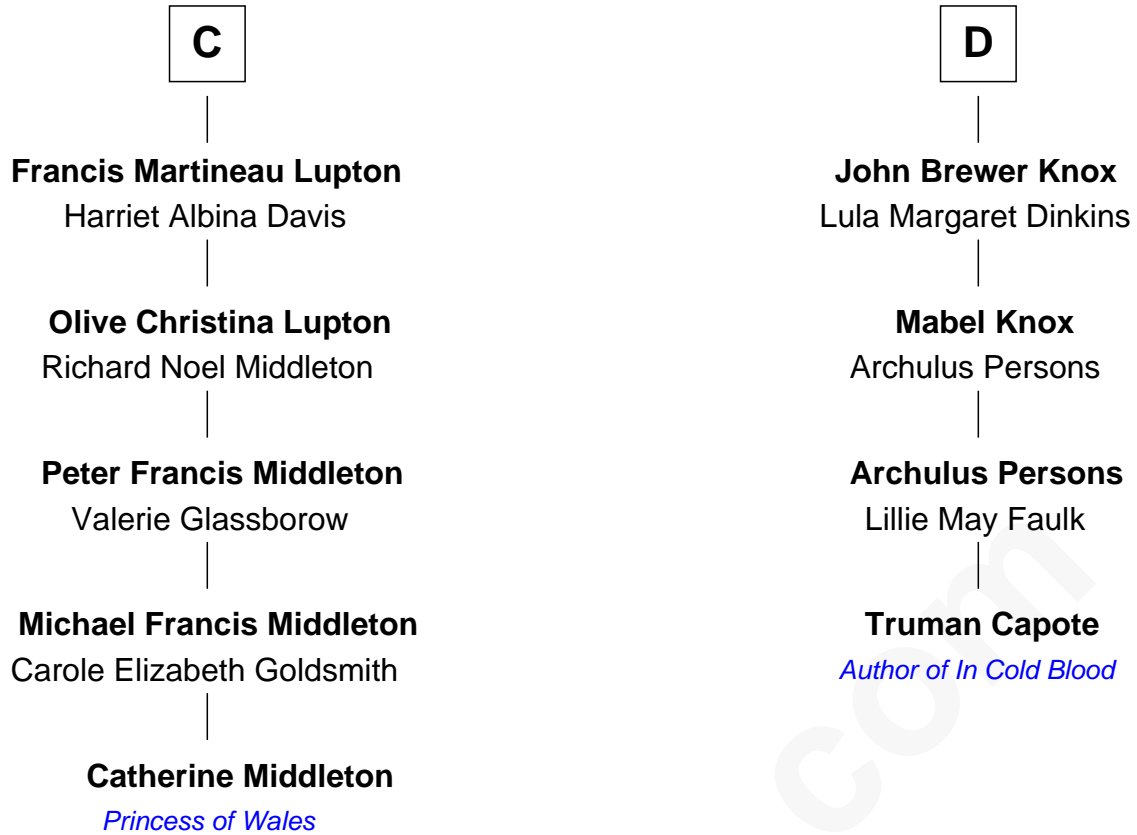 C
Francis Martineau Lupton
Harriet Albina Davis
Olive Christina Lupton
Richard Noel Middleton
Peter Francis Middleton
Valerie Glassborow
Michael Francis Middleton
Carole Elizabeth Goldsmith
Catherine Middleton
Princess of Wales
D
John Brewer Knox
Lula Margaret Dinkins
Mabel Knox
Archulus Persons
Archulus Persons
Lillie May Faulk
Truman Capote
Author of In Cold Blood
com